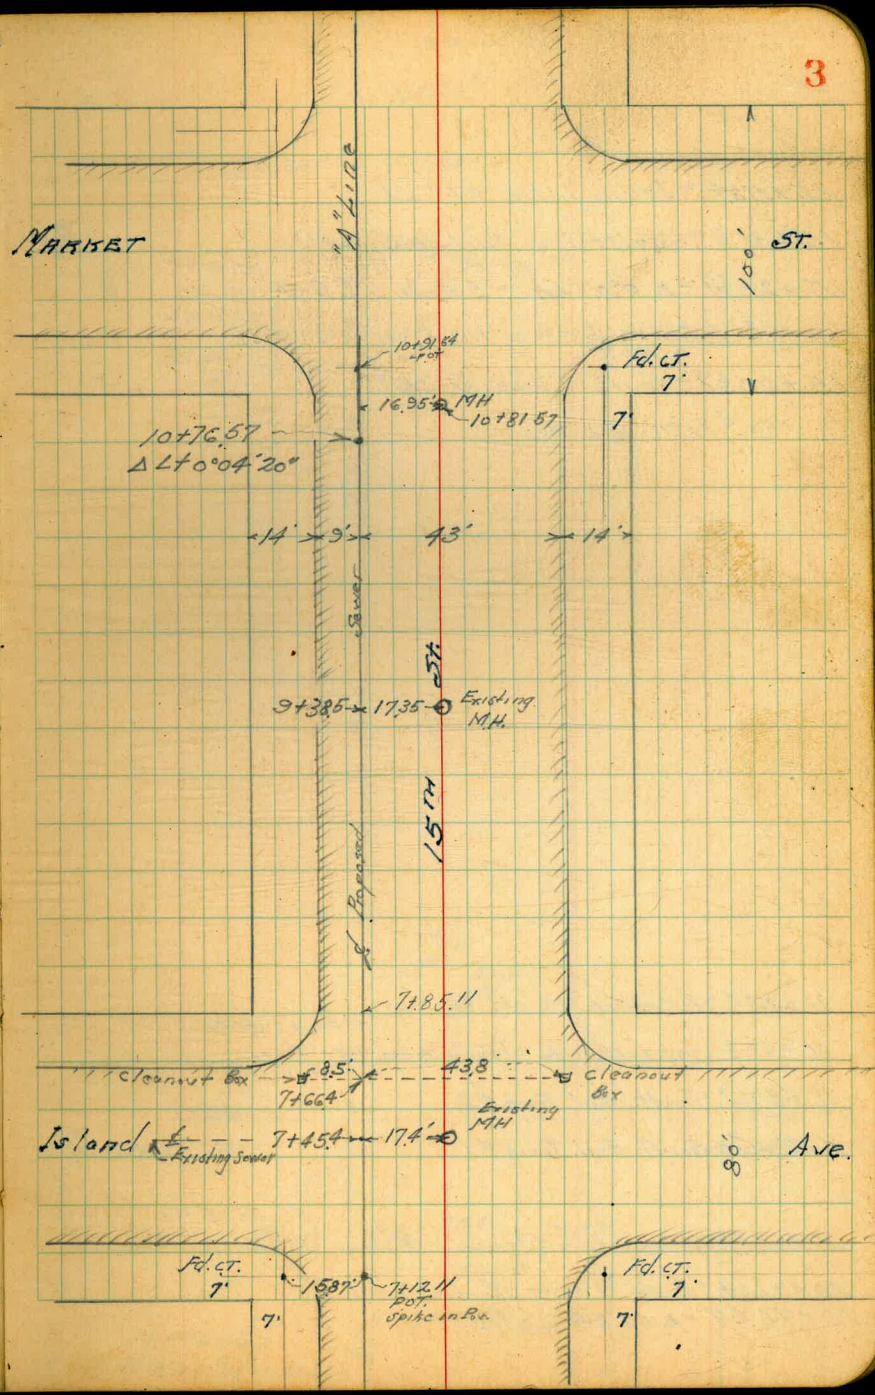 3
"A" LINE
MARKET ST.
100'
10+91.64
POT
Fd. CT.
7'
7'
16.95' MH
10+81.57
10+76.57
Δ Lt 0°04'20"
14' 9' 43' 14'
Sewer
15TH St.
9+38.5 17.35 Existing
M.H.
℄ Proposed
7+85.11
Cleanout Box 8.5' 43.8 Cleanout
Box
7+66.4
Existing
MH
Island ℄ 7+45.4 17.4' Ave.
Existing Sewer
80'
Fd. CT.
7'
7'
15.87'
7+12.11
POT.
Spike in
Fd. CT.
7'
7'